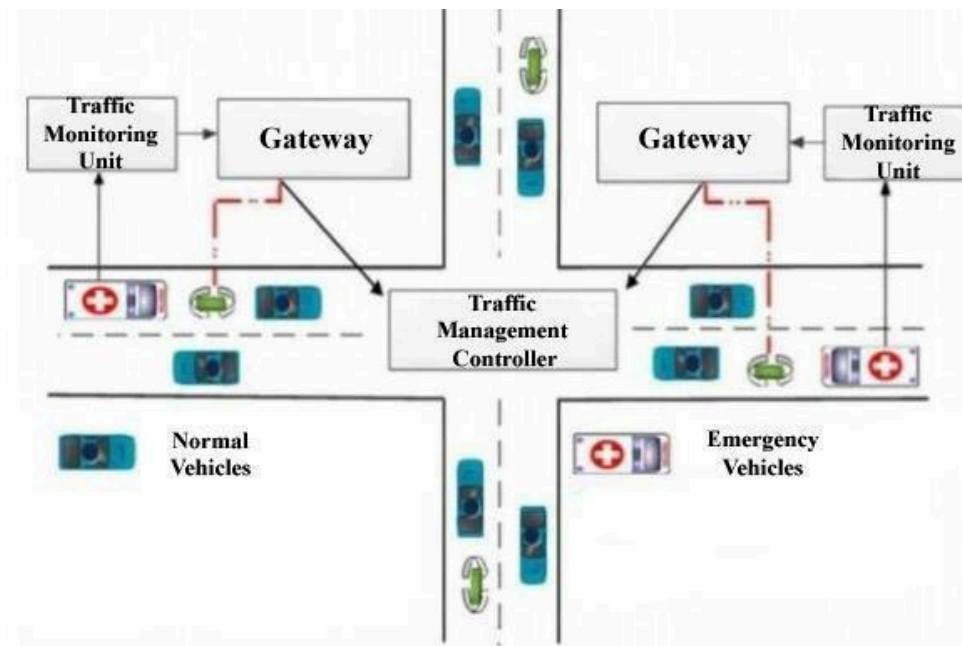 Traffic
Monitoring
Unit
Gateway
Gateway
Traffic
Monitoring
Unit
Traffic
Management
Controller
Normal
Vehicles
Emergency
Vehicles